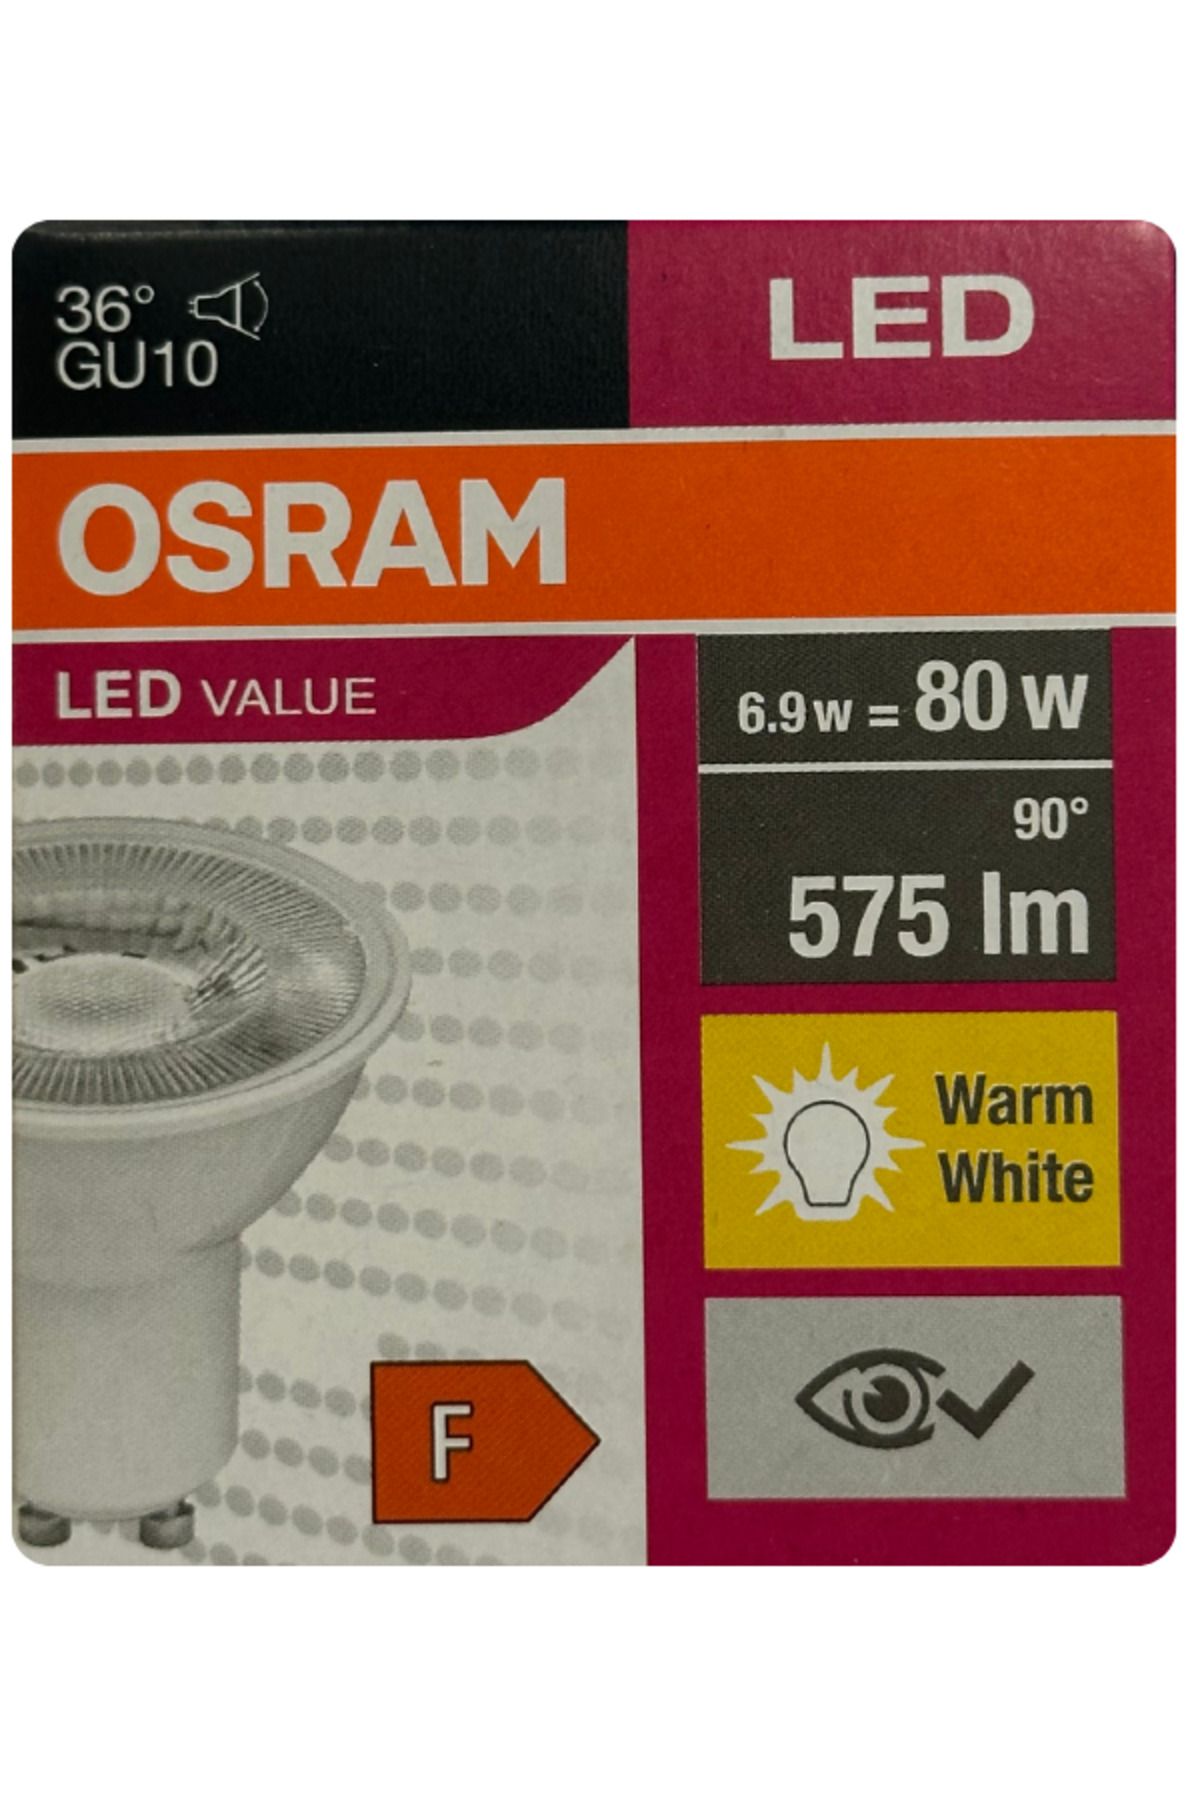 36°
GU10
LED
OSRAM
LED VALUE
6.9 w = 80 w
90°
575 lm
Warm
White
F